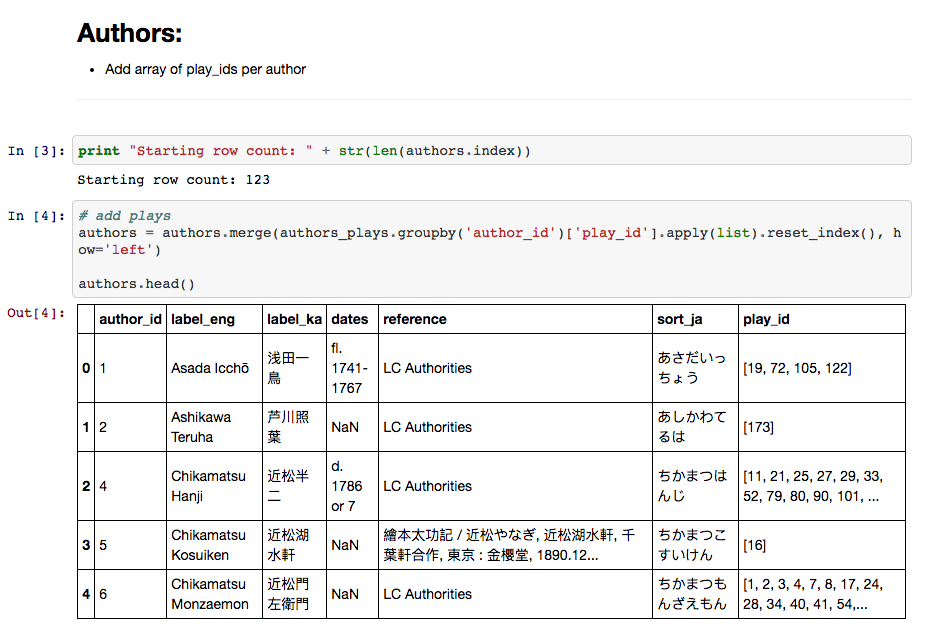 Authors:
• Add array of play_ids per author
In [3]: print "Starting row count: " + str(len(authors.index))
Starting row count: 123
In [4]: # add plays
authors = authors.merge(authors_plays.groupby('author_id')['play_id'].apply(list).reset_index(), h
ow='left')
authors.head()
Out[4]:
author_id label_eng label_ka dates reference sort_ja play_id
0 1 Asada Icchō 浅田一
鳥 fl.
1741-
1767 LC Authorities あさだいっ
ちょう [19, 72, 105, 122]
1 2 Ashikawa
Teruha 芦川照
葉 NaN LC Authorities あしかわて
るは [173]
2 4 Chikamatsu
Hanji 近松半
二 d.
1786
or 7 LC Authorities ちかまつは
んじ [11, 21, 25, 27, 29, 33,
52, 79, 80, 90, 101, ...
3 5 Chikamatsu
Kosuiken 近松湖
水軒 NaN 繪本太功記 / 近松やなぎ, 近松湖水軒, 千
葉軒合作, 東京 : 金櫻堂, 1890.12... ちかまつこ
すいけん [16]
4 6 Chikamatsu
Monzaemon 近松門
左衛門 NaN LC Authorities ちかまつも
んざえもん [1, 2, 3, 4, 7, 8, 17, 24,
28, 34, 40, 41, 54,...